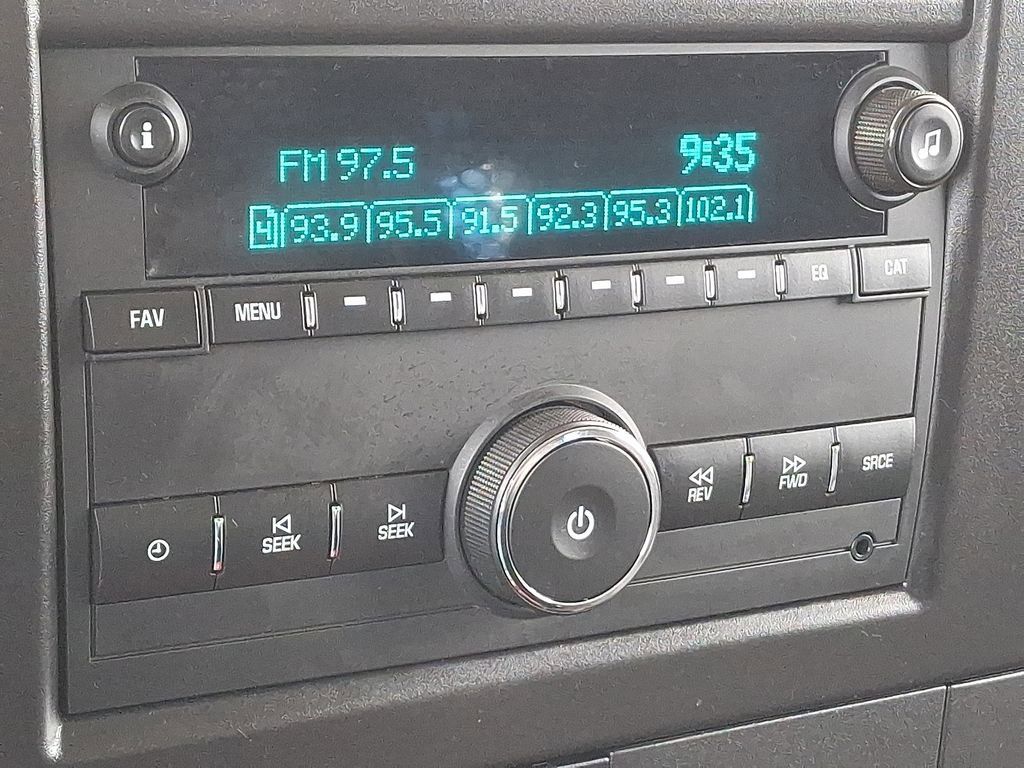 i
FM 97.5 9:35
4 93.9 95.5 91.5 92.3 95.3 102.1
FAV MENU EQ CAT
SEEK SEEK REV FWD SRCE